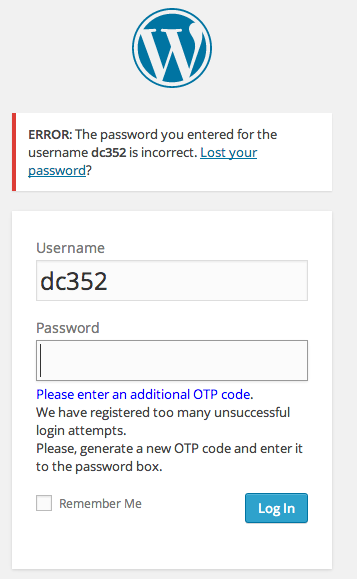 ERROR: The password you entered for the
username dc352 is incorrect. Lost your
password?
Username
dc352
Password
Please enter an additional OTP code.
We have registered too many unsuccessful
login attempts.
Please, generate a new OTP code and enter it
to the password box.
Remember Me
Log In